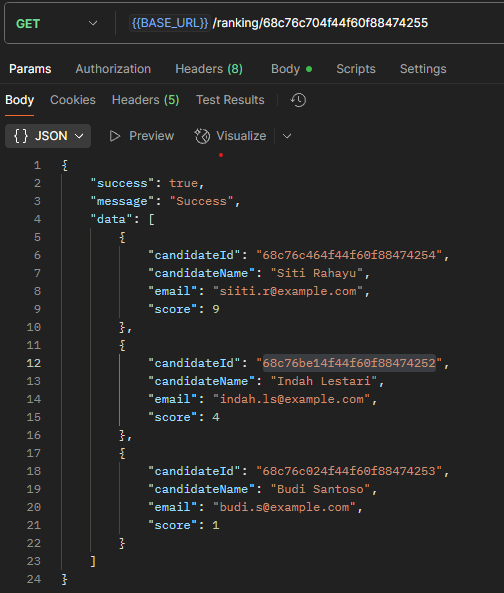 GET {{BASE_URL}} /ranking/68c76c704f44f60f88474255
Params Authorization Headers (8) Body Scripts Settings
Body Cookies Headers (5) Test Results
{} JSON Preview Visualize
1 {
2 "success": true,
3 "message": "Success",
4 "data": [
5 {
6 "candidateId": "68c76c464f44f60f88474254",
7 "candidateName": "Siti Rahayu",
8 "email": "siiti.r@example.com",
9 "score": 9
10 },
11 {
12 "candidateId": "68c76be14f44f60f88474252",
13 "candidateName": "Indah Lestari",
14 "email": "indah.ls@example.com",
15 "score": 4
16 },
17 {
18 "candidateId": "68c76c024f44f60f88474253",
19 "candidateName": "Budi Santoso",
20 "email": "budi.s@example.com",
21 "score": 1
22 }
23 ]
24 }